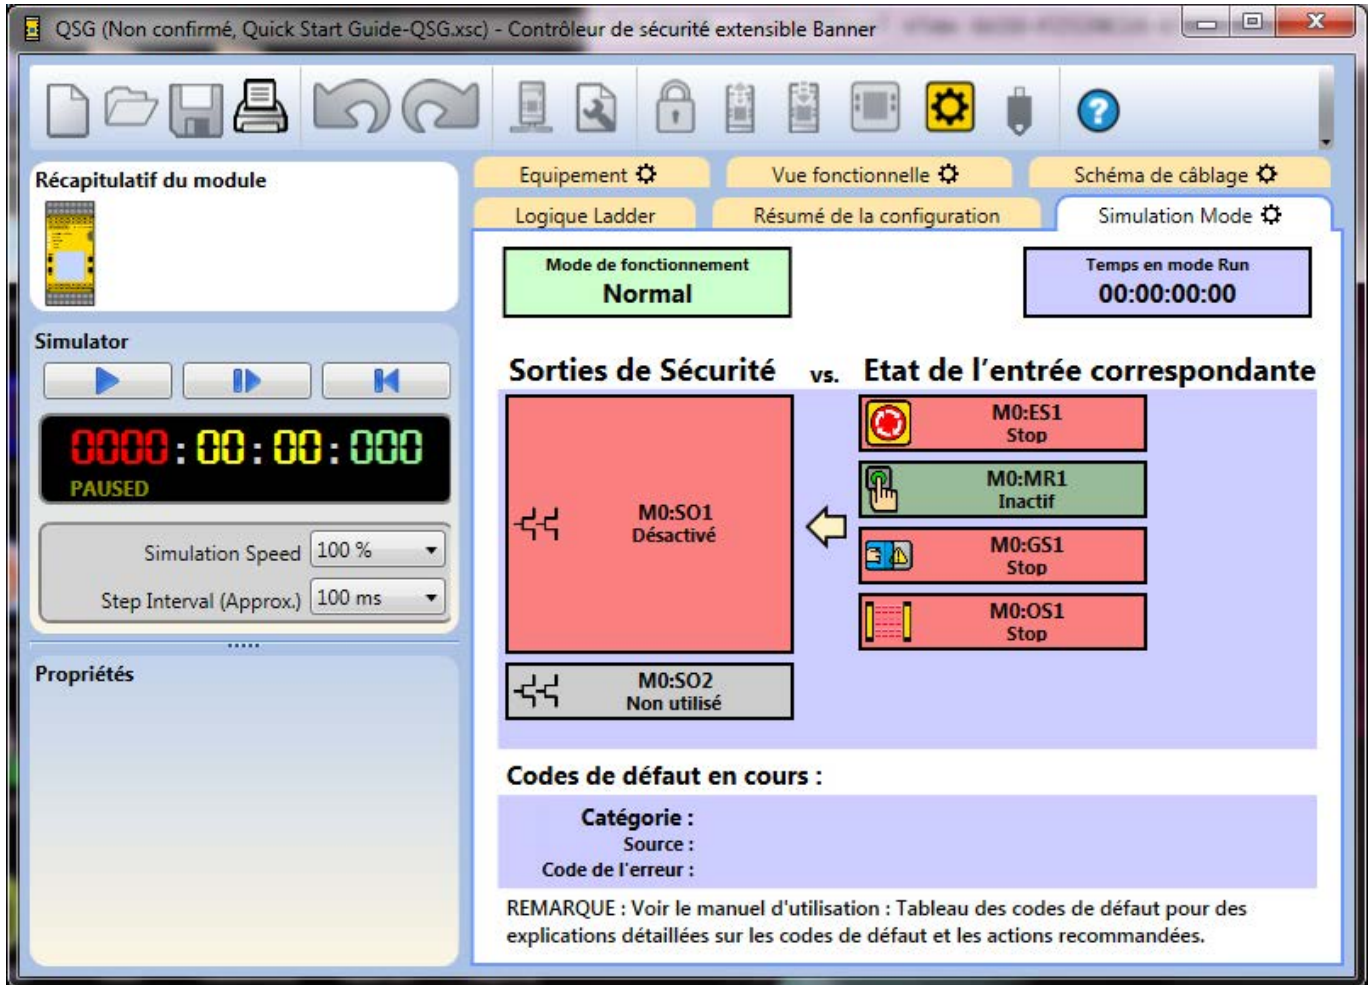 QSG (Non confirmé, Quick Start Guide-QSG.xsc) - Contrôleur de sécurité extensible Banner
Récapitulatif du module
Equipement
Vue fonctionnelle
Schéma de câblage
Logique Ladder
Résumé de la configuration
Simulation Mode
Mode de fonctionnement
Normal
Temps en mode Run
00:00:00:00
Simulator
0000:00:00:000
PAUSED
Simulation Speed 100 %
Step Interval (Approx.) 100 ms
Propriétés
Sorties de Sécurité vs. Etat de l'entrée correspondante
M0:SO1
Désactivé
M0:SO2
Non utilisé
M0:ES1
Stop
M0:MR1
Inactif
M0:GS1
Stop
M0:OS1
Stop
Codes de défaut en cours :
Catégorie :
Source :
Code de l'erreur :
REMARQUE : Voir le manuel d'utilisation : Tableau des codes de défaut pour des
explications détaillées sur les codes de défaut et les actions recommandées.